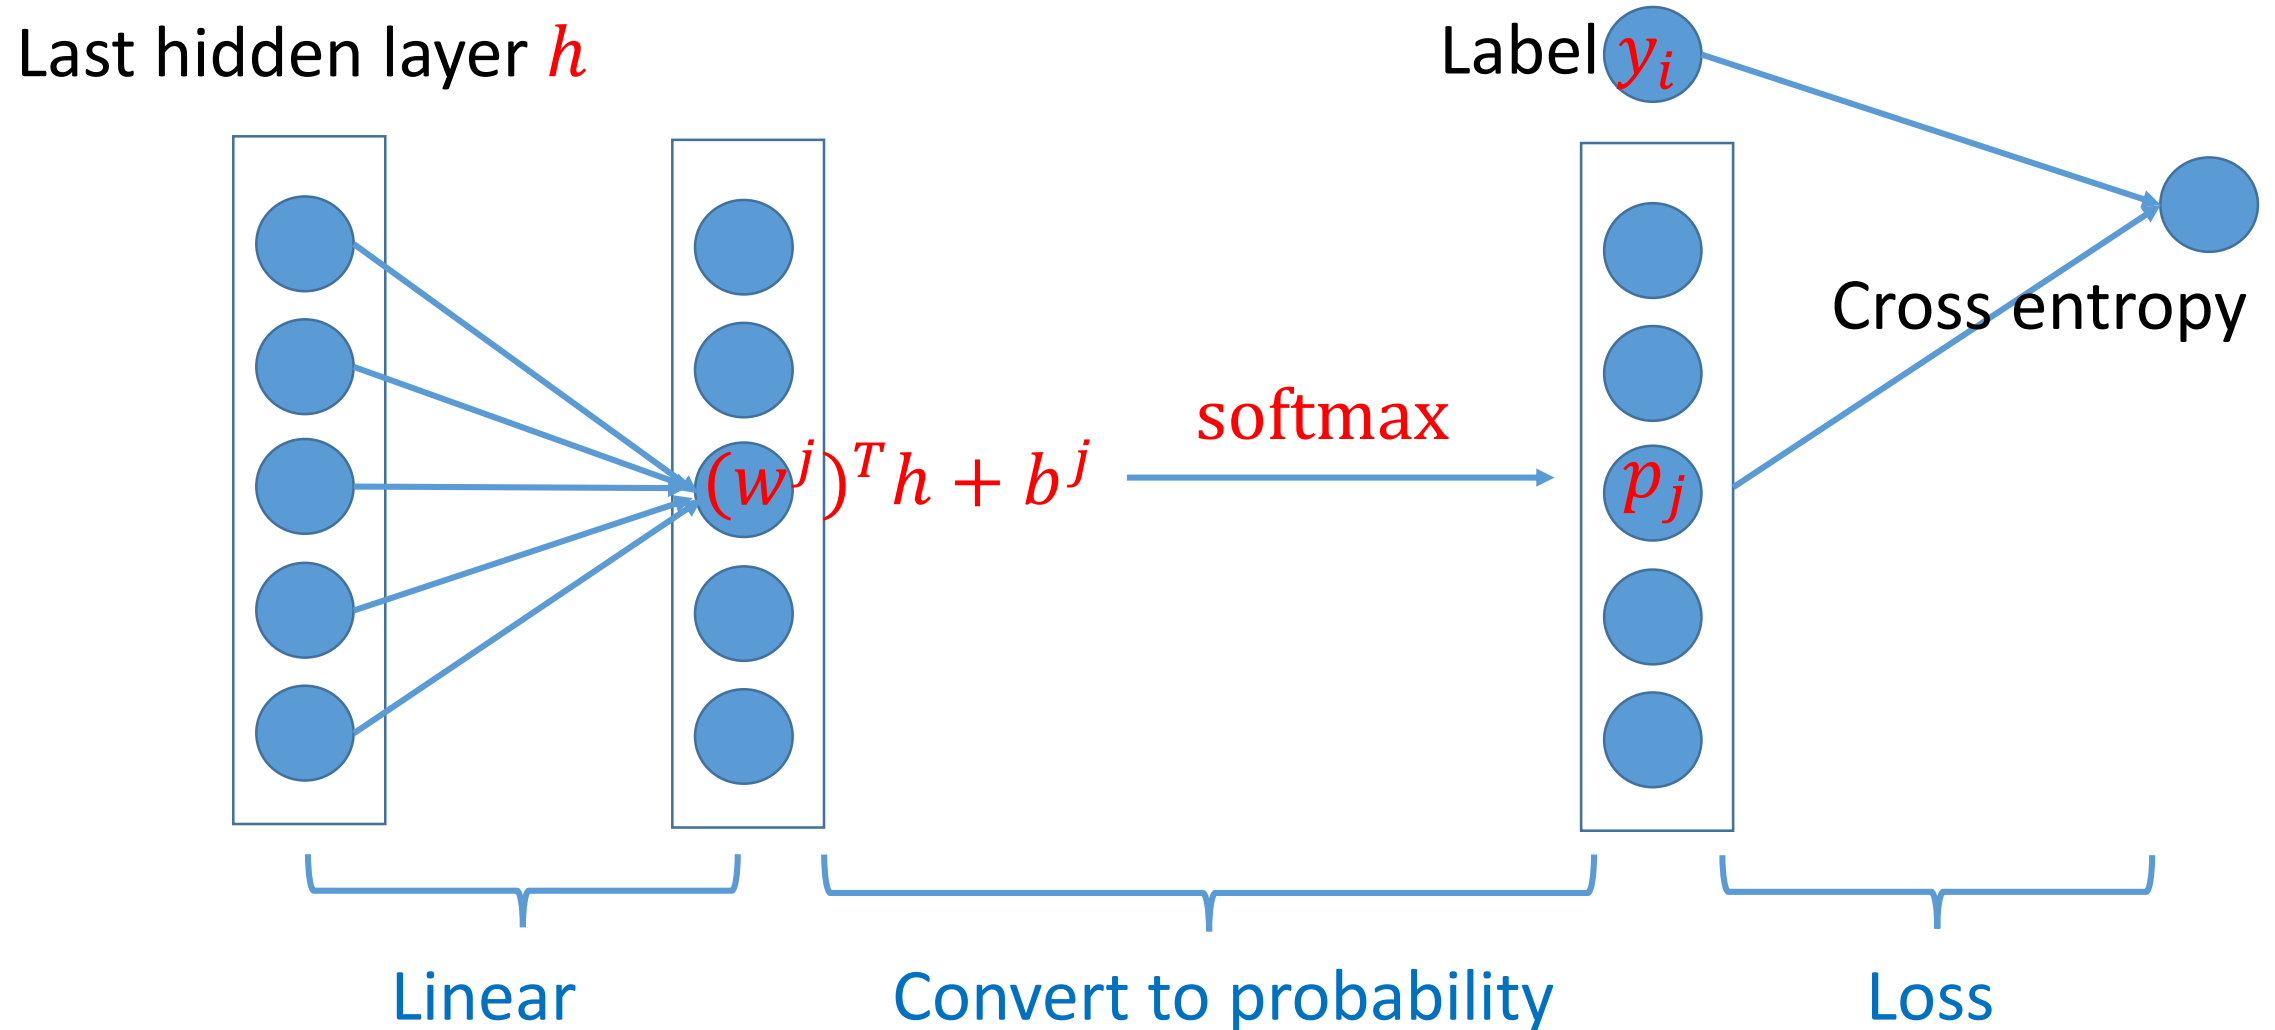 Last hidden layer h
Label y_i
Cross entropy
softmax
(w^j)^T h + b^j
p_j
Linear
Convert to probability
Loss